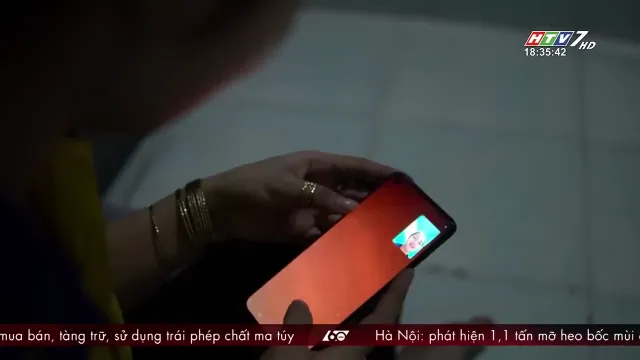 HTV7 HD
18:35:42
mua bán, tàng trữ, sử dụng trái phép chất ma túy 60 Hà Nội: phát hiện 1,1 tấn mỡ heo bốc mùi